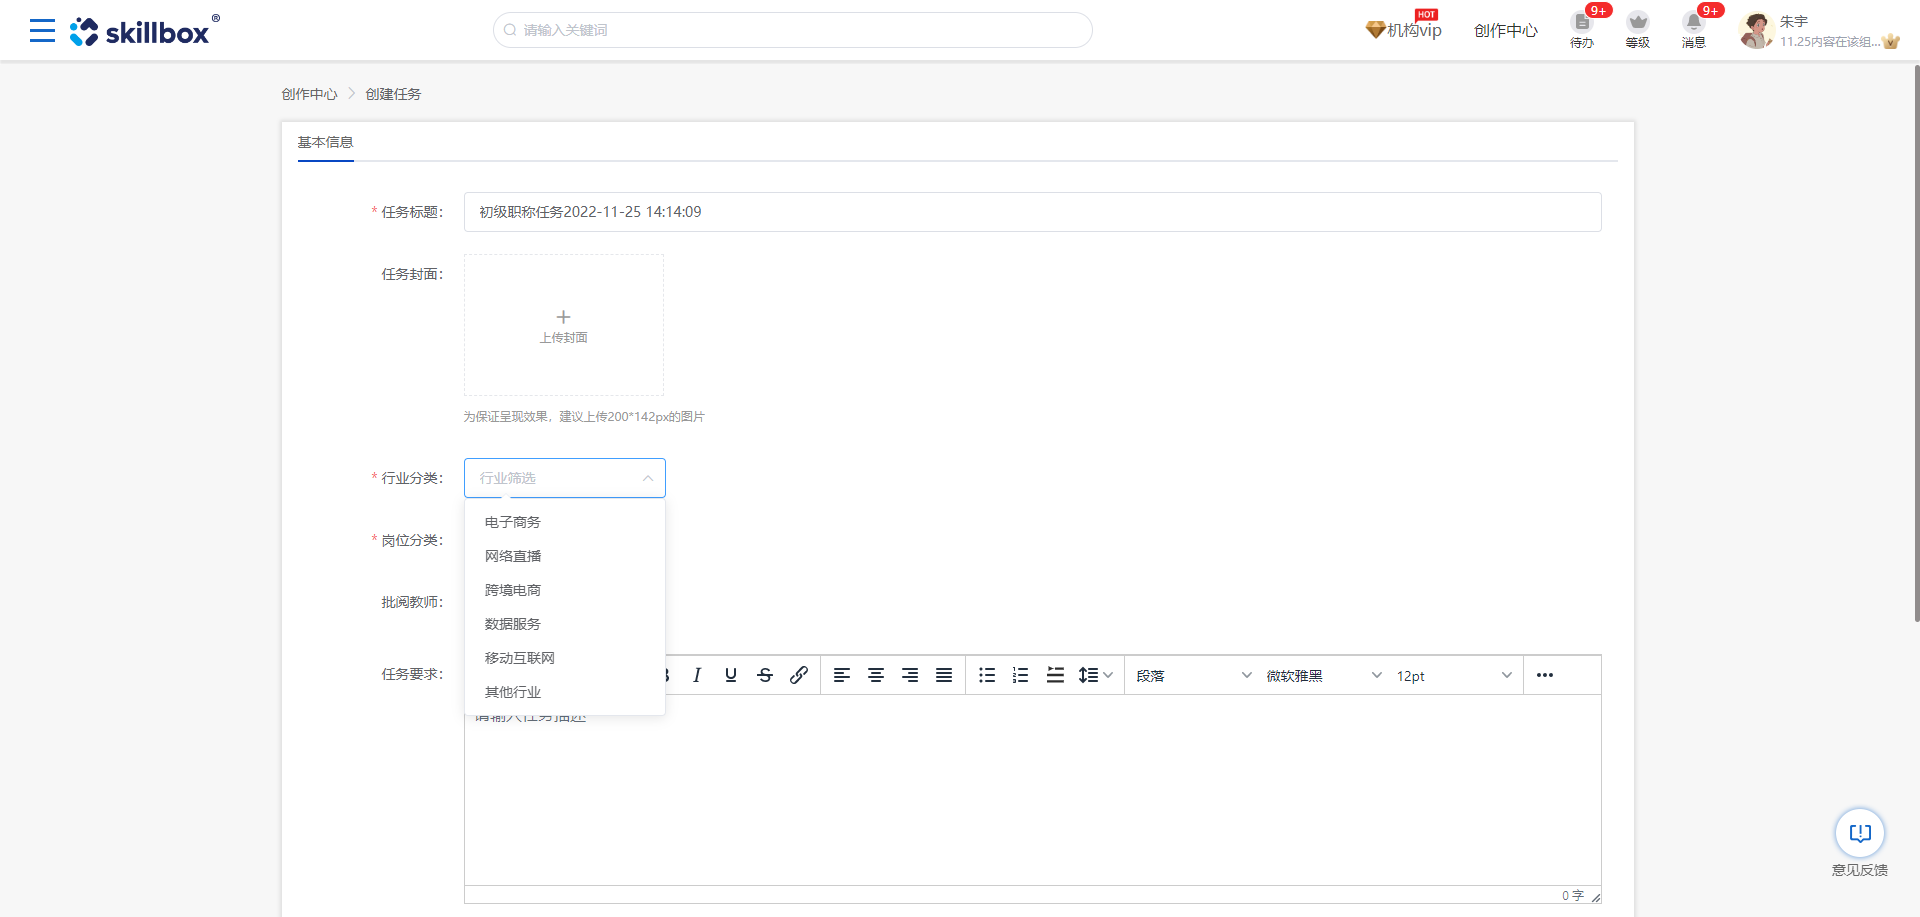 skillbox®
请输入关键词
机构vip
HOT
创作中心
9+
待办
等级
9+
消息
朱宇
11.25内容在该组...
创作中心 > 创建任务
基本信息
* 任务标题：
初级职称任务2022-11-25 14:14:09
任务封面：
上传封面
为保证呈现效果，建议上传200*142px的图片
* 行业分类：
行业筛选
电子商务
网络直播
跨境电商
数据服务
移动互联网
其他行业
* 岗位分类：
批阅教师：
任务要求：
段落
微软雅黑
12pt
请输入任务描述
0 字
意见反馈